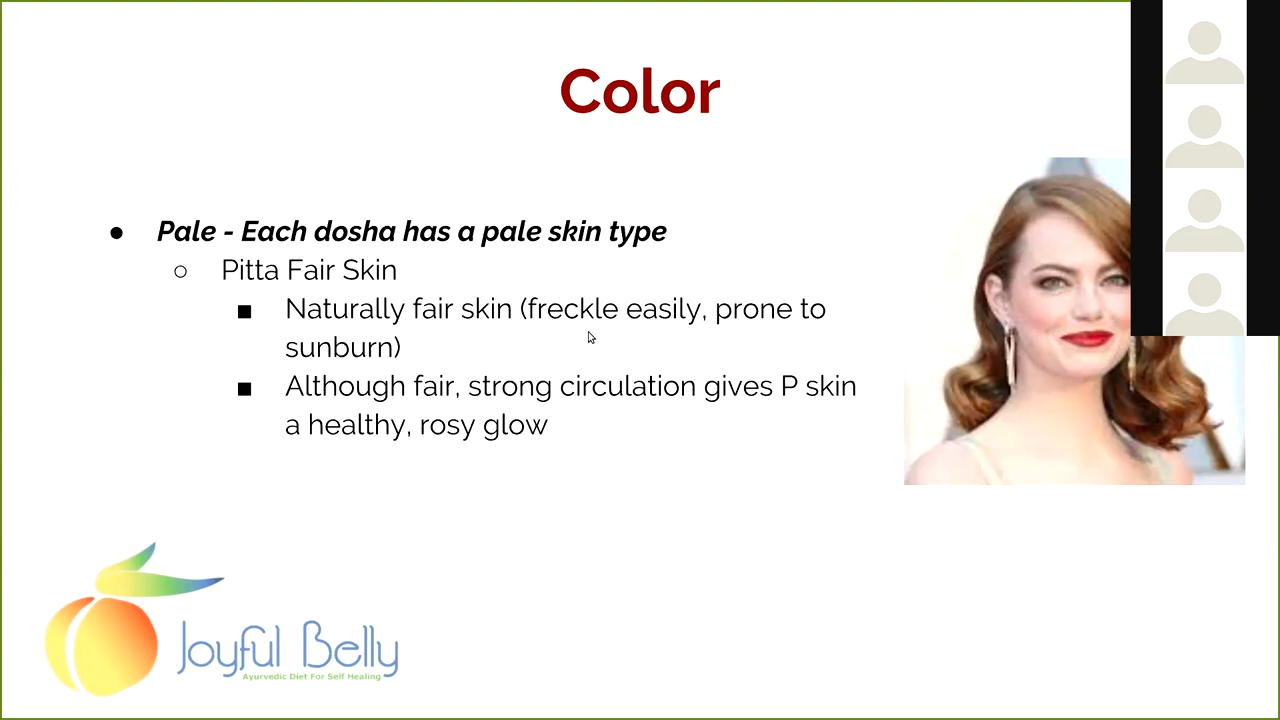 Color
Pale - Each dosha has a pale skin type
Pitta Fair Skin
Naturally fair skin (freckle easily, prone to
sunburn)
Although fair, strong circulation gives P skin
a healthy, rosy glow
Joyful Belly
Ayurvedic Diet For Self Healing